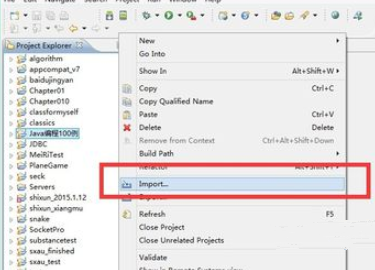 Project Explorer
algorithm
appcompat_v7
baidujingyan
Chapter01
Chapter010
classformyself
classics
Java编程100例
JDBC
MeifitiTest
PlaneGame
seck
Servers
shixun_2015.1.12
shixun_xiangmu
snake
SocketPro
substancetest
sxau_finished
sxau_test
New
Go Into
Show In Alt+Shift+W
Copy Ctrl+C
Copy Qualified Name
Paste Ctrl+V
Delete Delete
Remove from Context Ctrl+Alt+Shift+Down
Build Path
Refactor Alt+Shift+T
Import...
Refresh F5
Close Project
Close Unrelated Projects
Validate